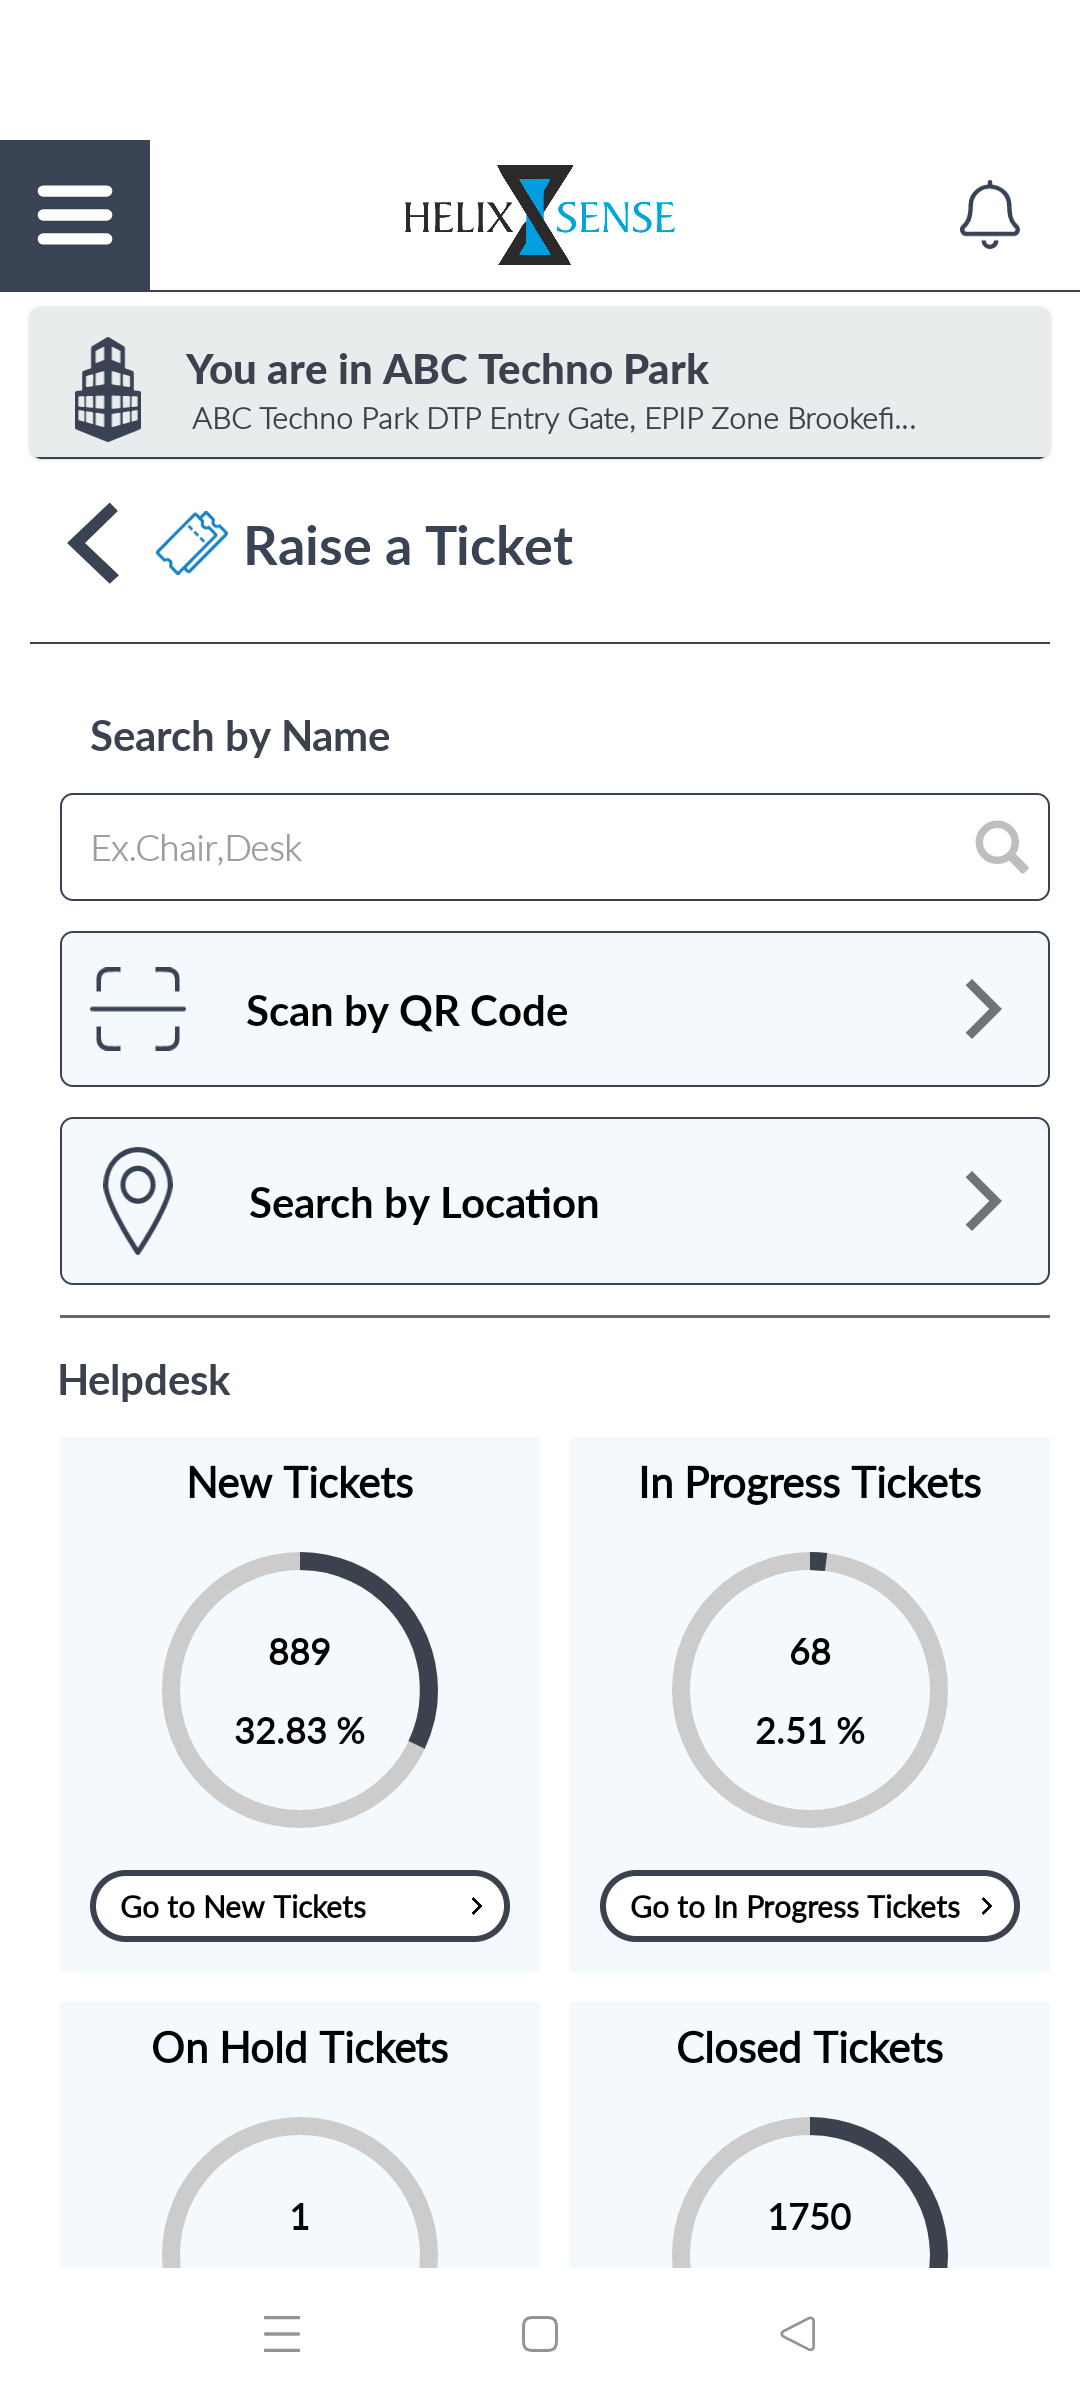 HELIX SENSE
You are in ABC Techno Park
ABC Techno Park DTP Entry Gate, EPIP Zone Brookefi...
Raise a Ticket
Search by Name
Ex.Chair,Desk
Scan by QR Code
Search by Location
Helpdesk
New Tickets
889
32.83 %
Go to New Tickets
In Progress Tickets
68
2.51 %
Go to In Progress Tickets
On Hold Tickets
1
Closed Tickets
1750